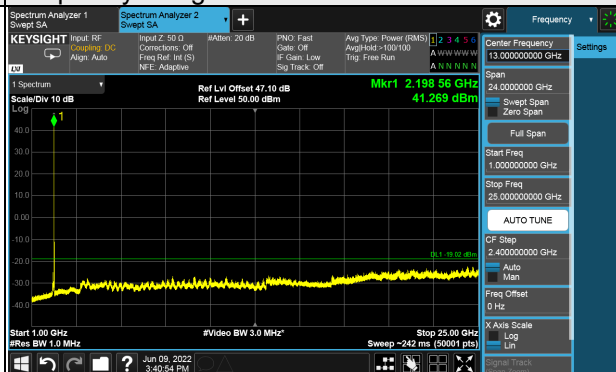 Spectrum Analyzer 1
Swept SA
Spectrum Analyzer 2
Swept SA
Frequency
KEYSIGHT
Input: RF
Coupling: DC
Align: Auto
Input Z: 50 Ω
Corrections: Off
Freq Ref: Int (S)
NFE: Adaptive
#Atten: 20 dB
PNO: Fast
Gate: Off
IF Gain: Low
Sig Track: Off
Avg Type: Power (RMS)
Avg|Hold:>100/100
Trig: Free Run
1 2 3 4 5 6
A W W W W W
A N N N N N
LXI
1 Spectrum
Scale/Div 10 dB
Ref Lvl Offset 47.10 dB
Ref Level 50.00 dBm
Mkr1 2.198 56 GHz
41.269 dBm
Log
40.0
30.0
20.0
10.0
0.00
-10.0
-20.0
-30.0
-40.0
1
DL1 -19.02 dBm
Start 1.00 GHz
#Res BW 1.0 MHz
#Video BW 3.0 MHz*
Stop 25.00 GHz
Sweep ~242 ms (50001 pts)
Jun 09, 2022
3:40:54 PM
Center Frequency
13.000000000 GHz
Settings
Span
24.0000000 GHz
Swept Span
Zero Span
Full Span
Start Freq
1.000000000 GHz
Stop Freq
25.000000000 GHz
AUTO TUNE
CF Step
2.400000000 GHz
Auto
Man
Freq Offset
0 Hz
X Axis Scale
Log
Lin
Signal Track